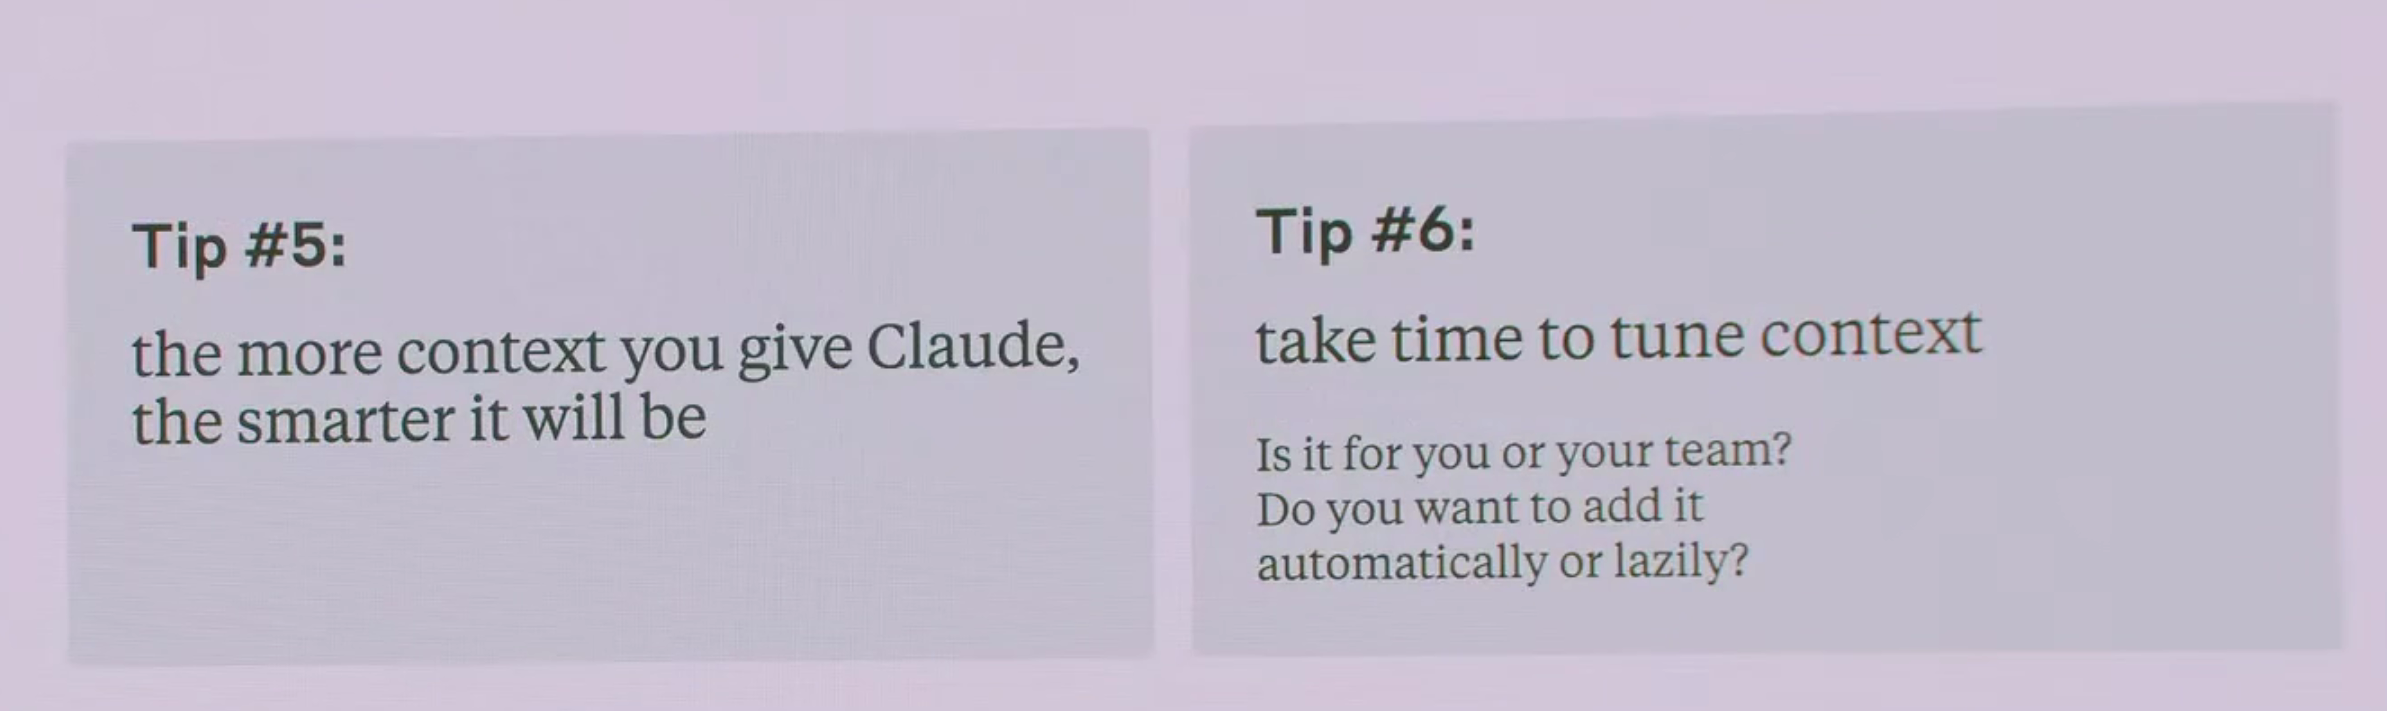 Tip #5:
the more context you give Claude,
the smarter it will be
Tip #6:
take time to tune context
Is it for you or your team?
Do you want to add it
automatically or lazily?